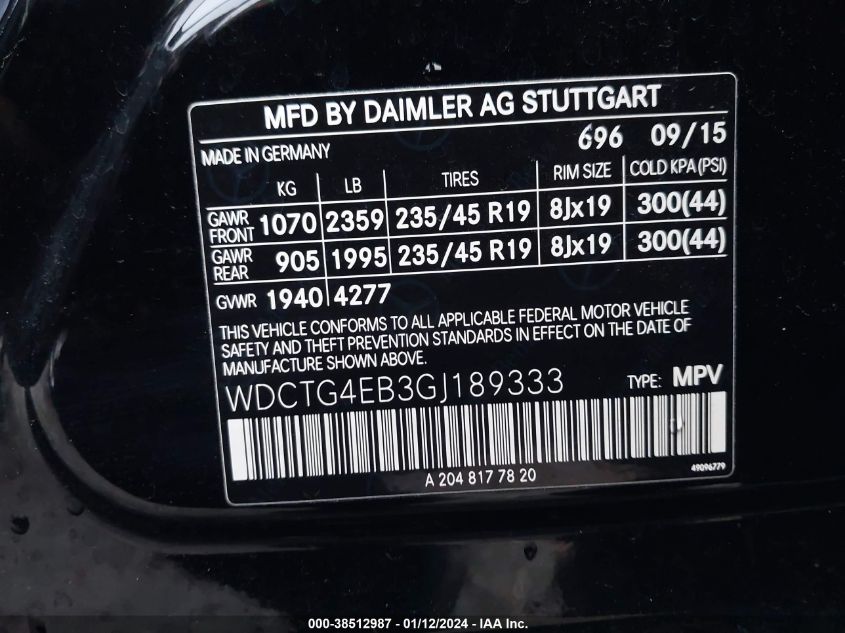 MFD BY DAIMLER AG STUTTGART
696 09/15
MADE IN GERMANY
KG LB TIRES RIM SIZE COLD KPA (PSI)
GAWR FRONT 1070 2359 235/45 R19 8Jx19 300(44)
GAWR REAR 905 1995 235/45 R19 8Jx19 300(44)
GVWR 1940 4277
THIS VEHICLE CONFORMS TO ALL APPLICABLE FEDERAL MOTOR VEHICLE
SAFETY AND THEFT PREVENTION STANDARDS IN EFFECT ON THE DATE OF
MANUFACTURE SHOWN ABOVE.
WDCTG4EB3GJ189333 TYPE: MPV
A 204 817 78 20
49096779
000-38512987 - 01/12/2024 - IAA Inc.